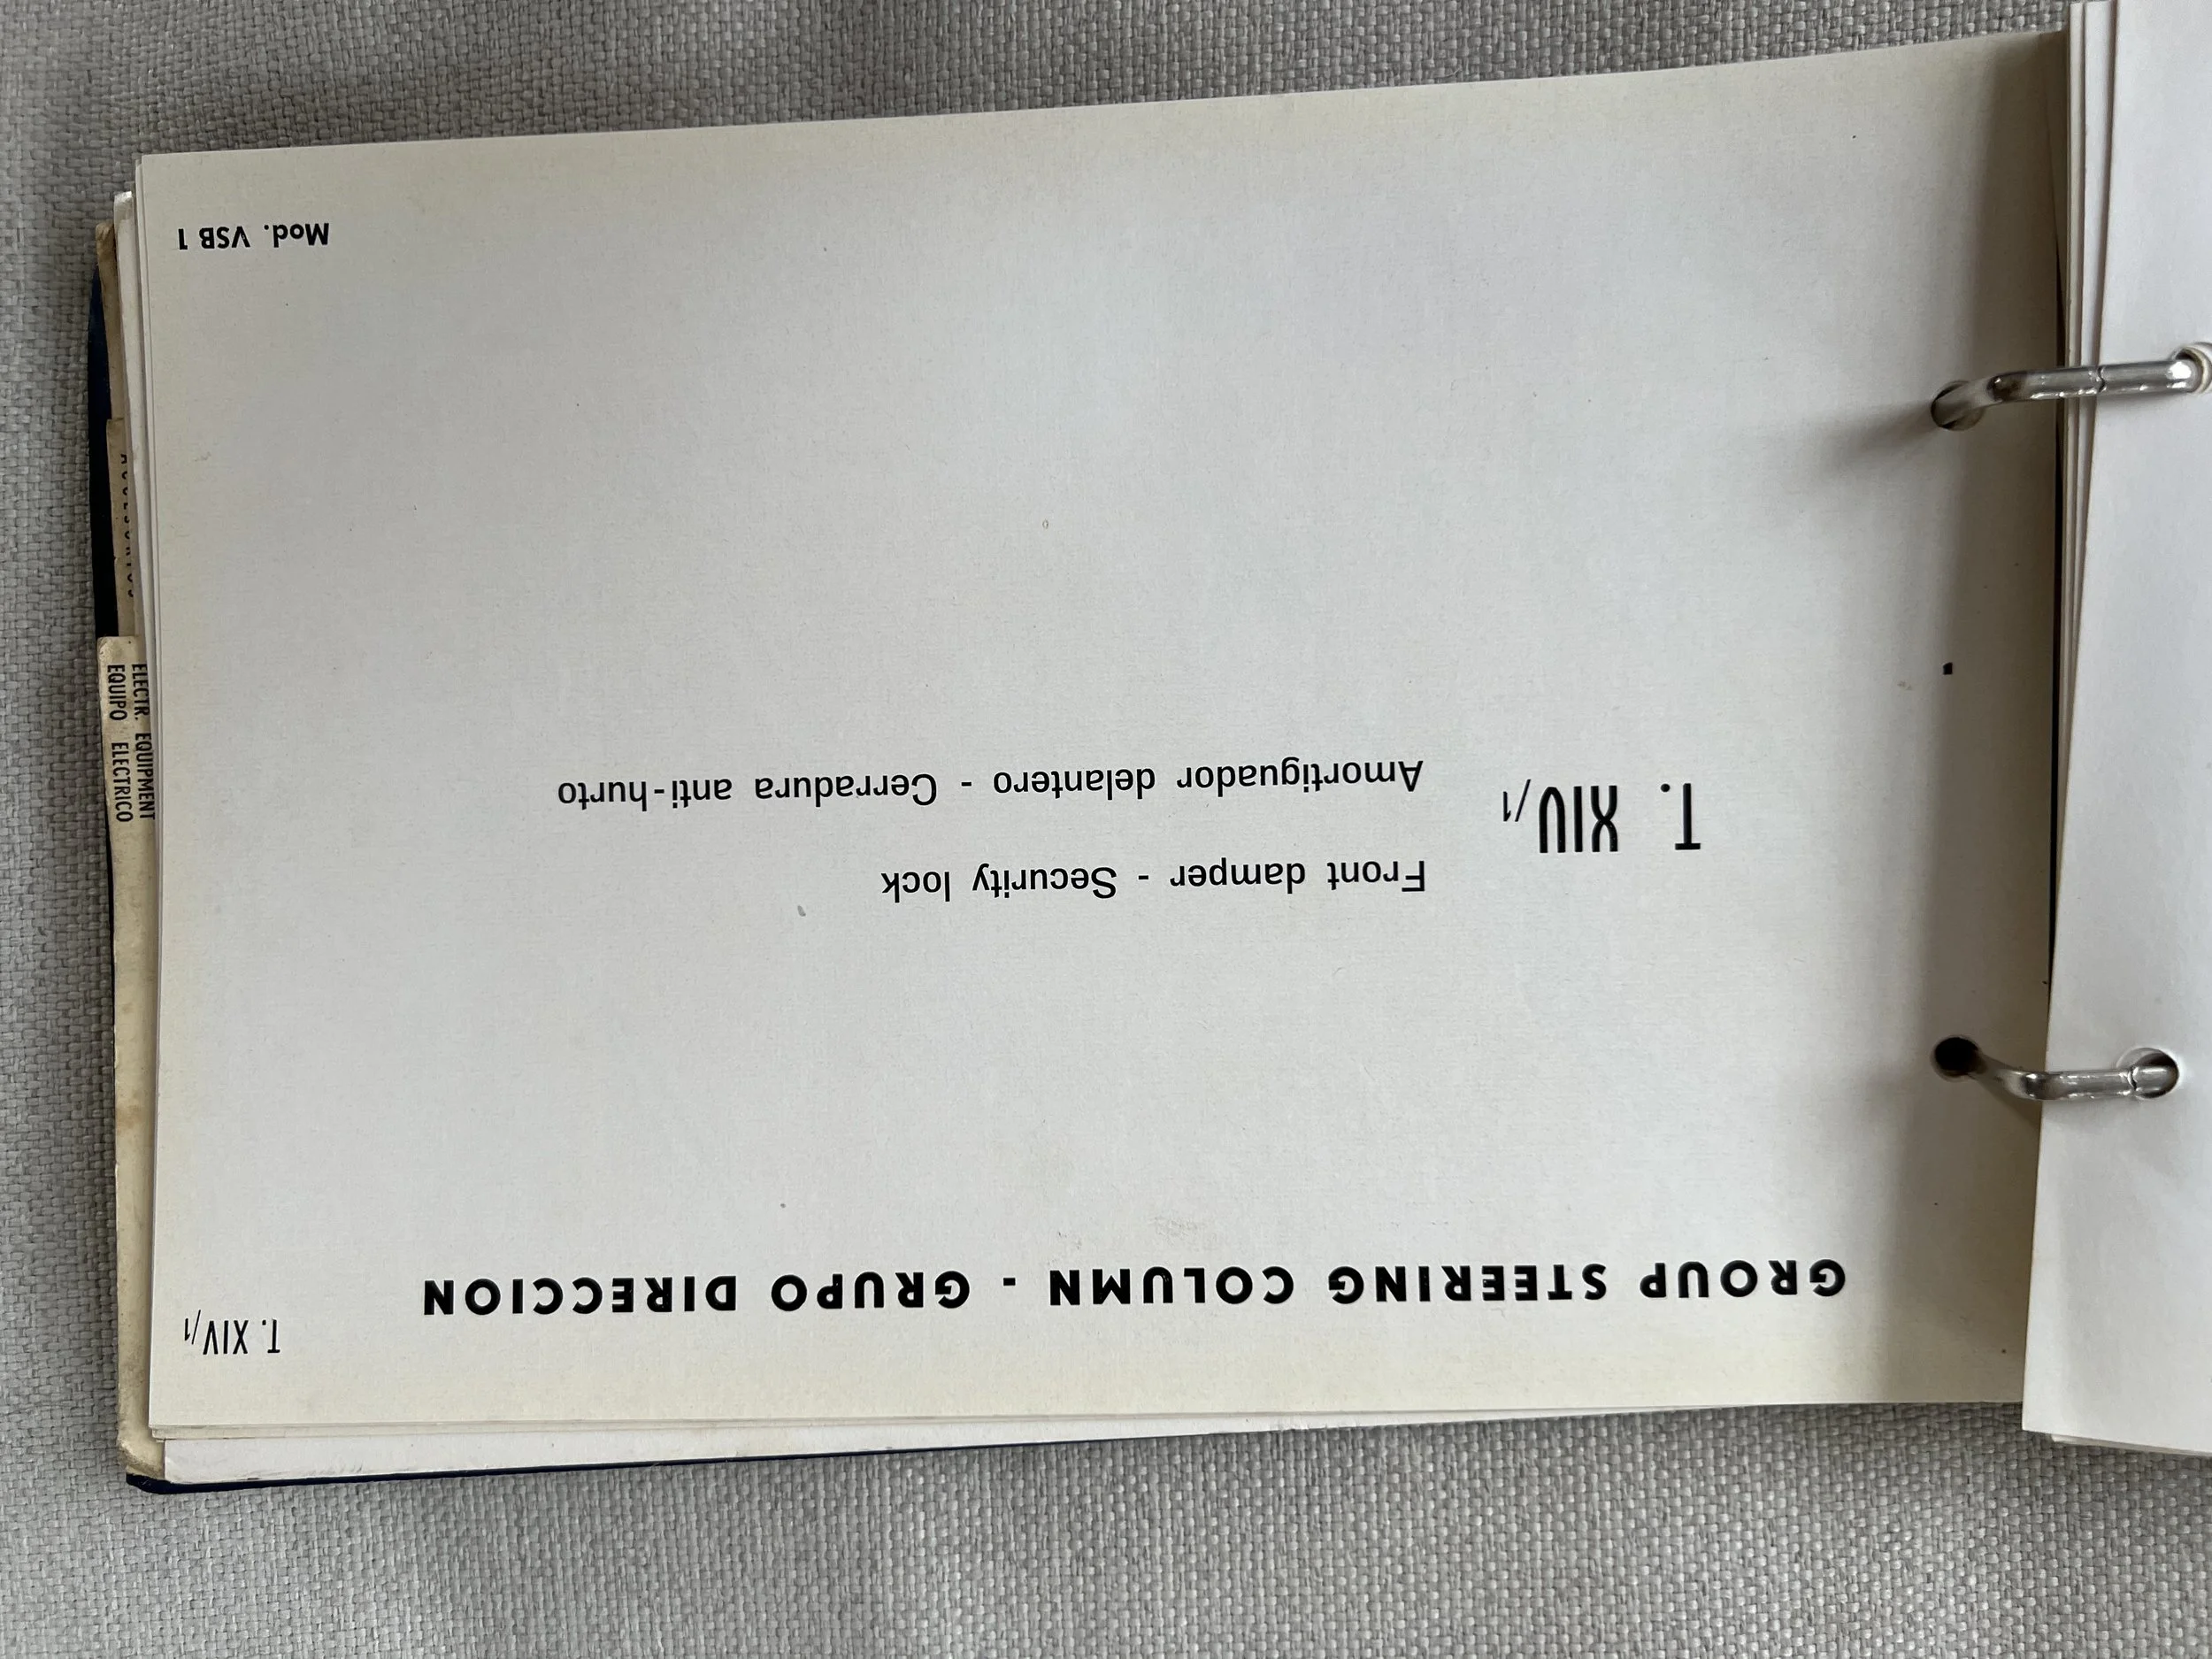 T. XIV/1
GROUP STEERING COLUMN - GRUPO DIRECCION
T. XIV/1
Front damper - Security lock
Amortiguador delantero - Cerradura anti-hurto
Mod. VSB 1
ELECTR. EQUIPMENT
EQUIPO ELECTRICO